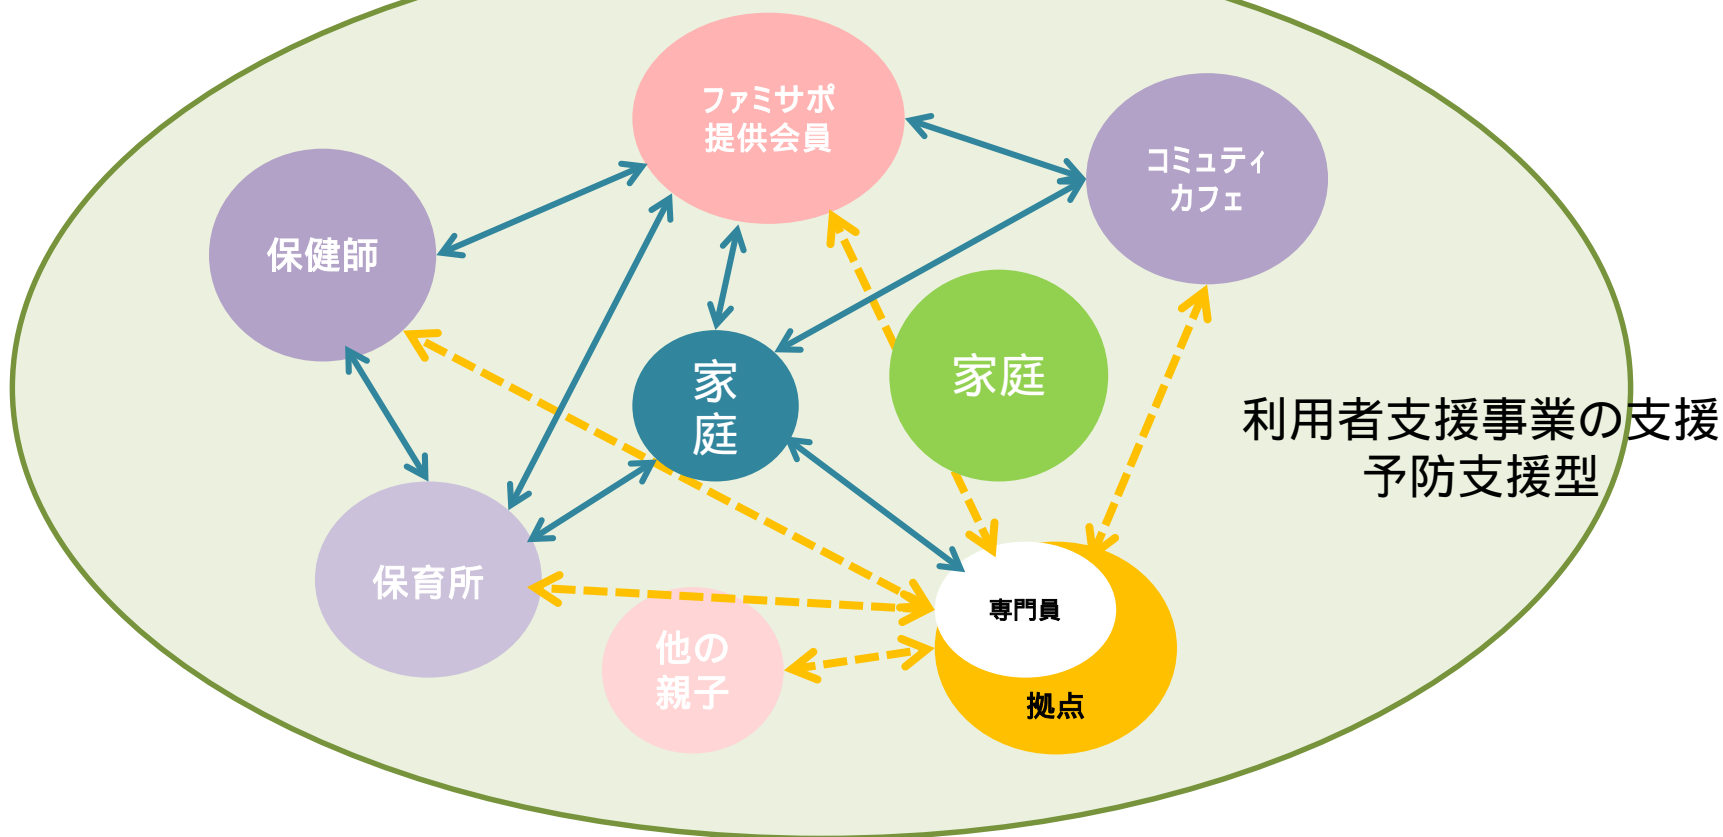 ファミサポ
提供会員
コミュティ
カフェ
保健師
家
庭
家庭
利用者支援事業の支援
予防支援型
保育所
専門員
他の
親子
拠点